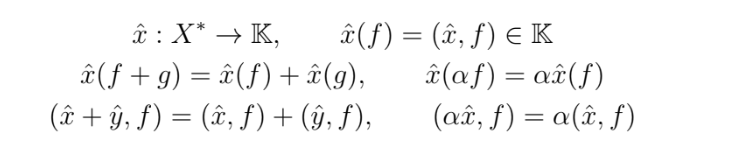 x̂ : X* → 𝕂, x̂(f) = (x̂, f) ∈ 𝕂
x̂(f + g) = x̂(f) + x̂(g), x̂(αf) = αx̂(f)
(x̂ + ŷ, f) = (x̂, f) + (ŷ, f), (αx̂, f) = α(x̂, f)